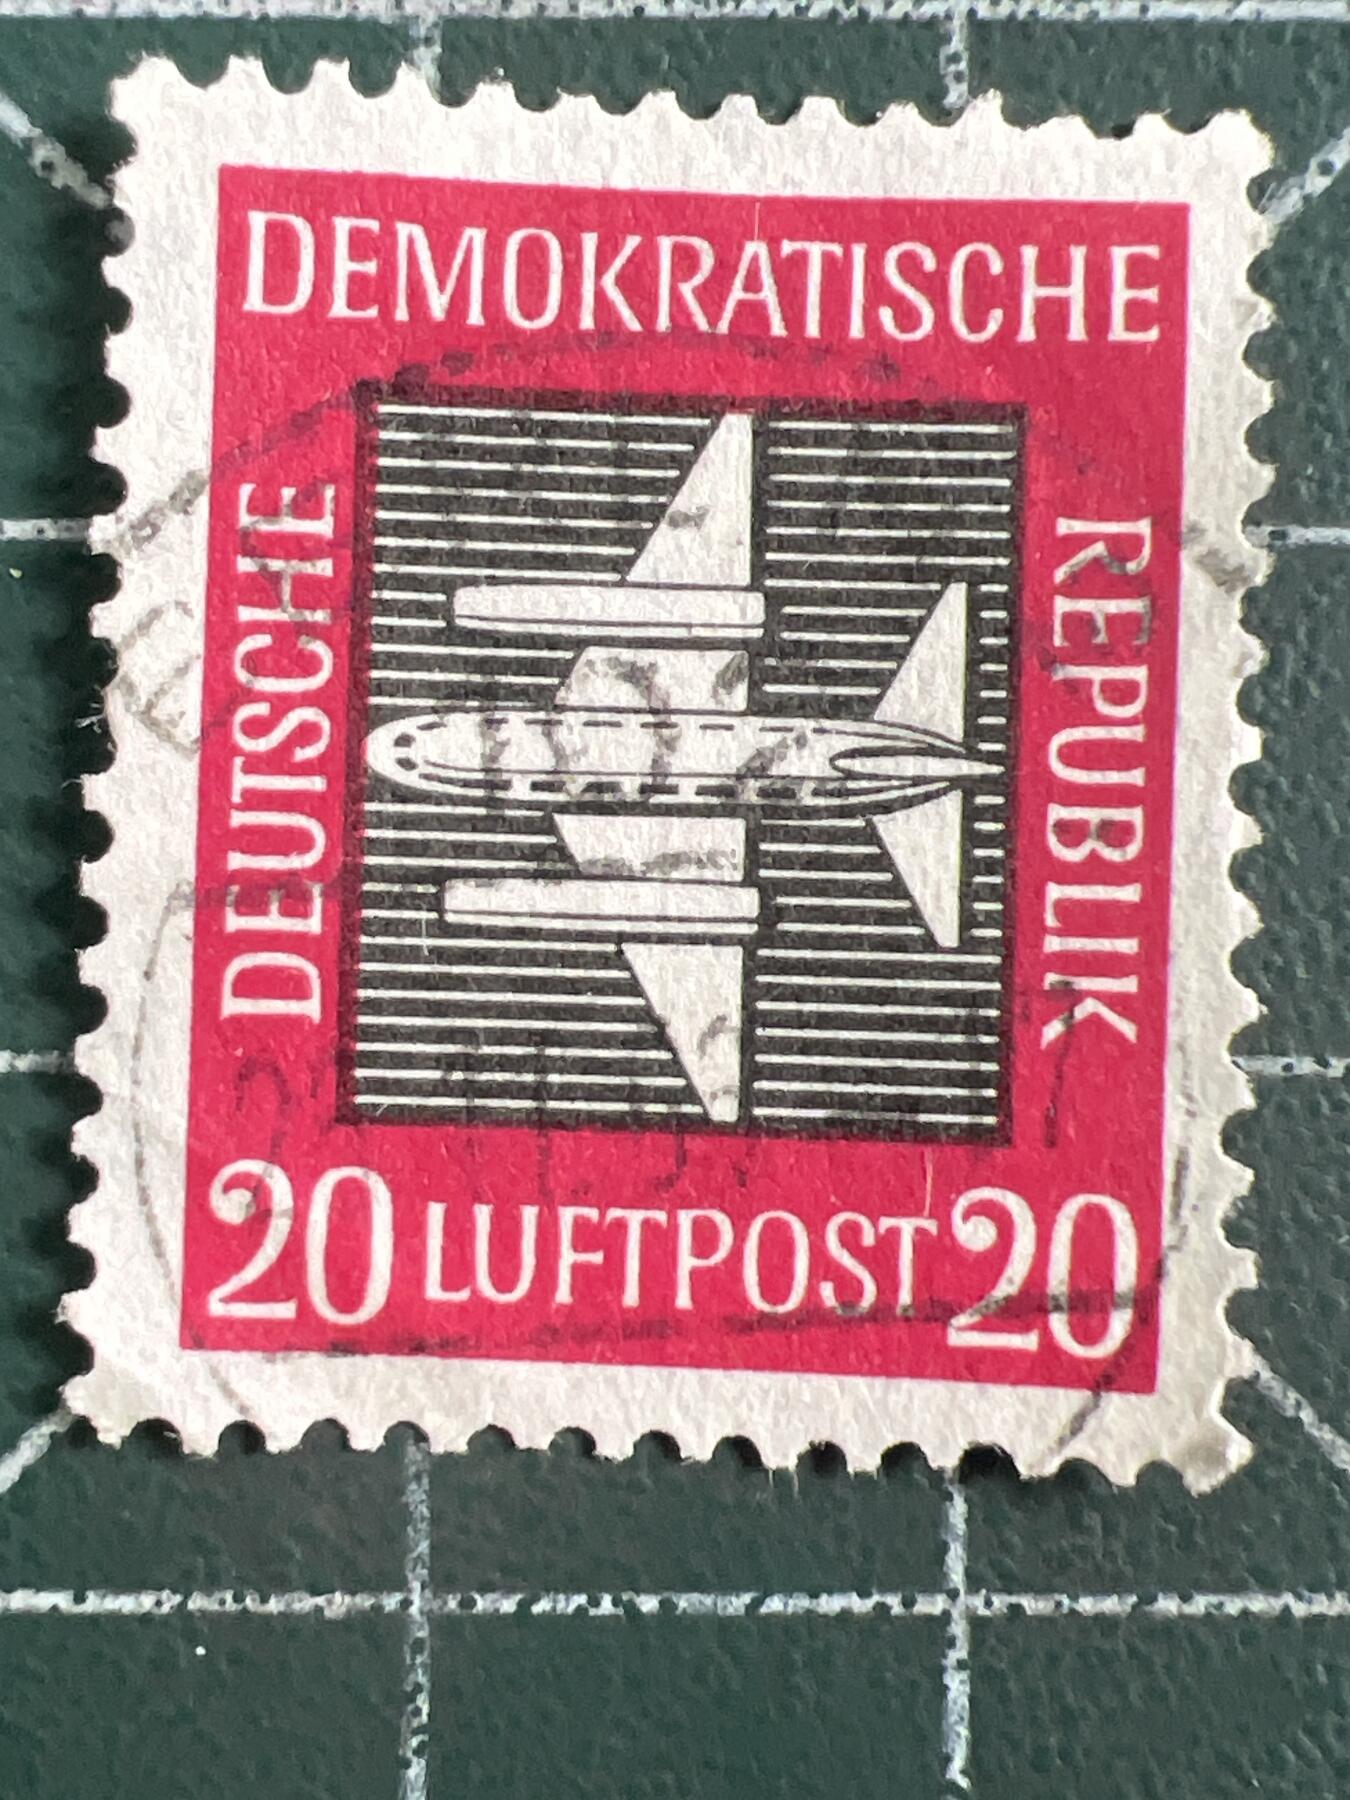 DEUTSCHE
DEMOKRATISCHE
REPUBLIK
20 LUFTPOST 20